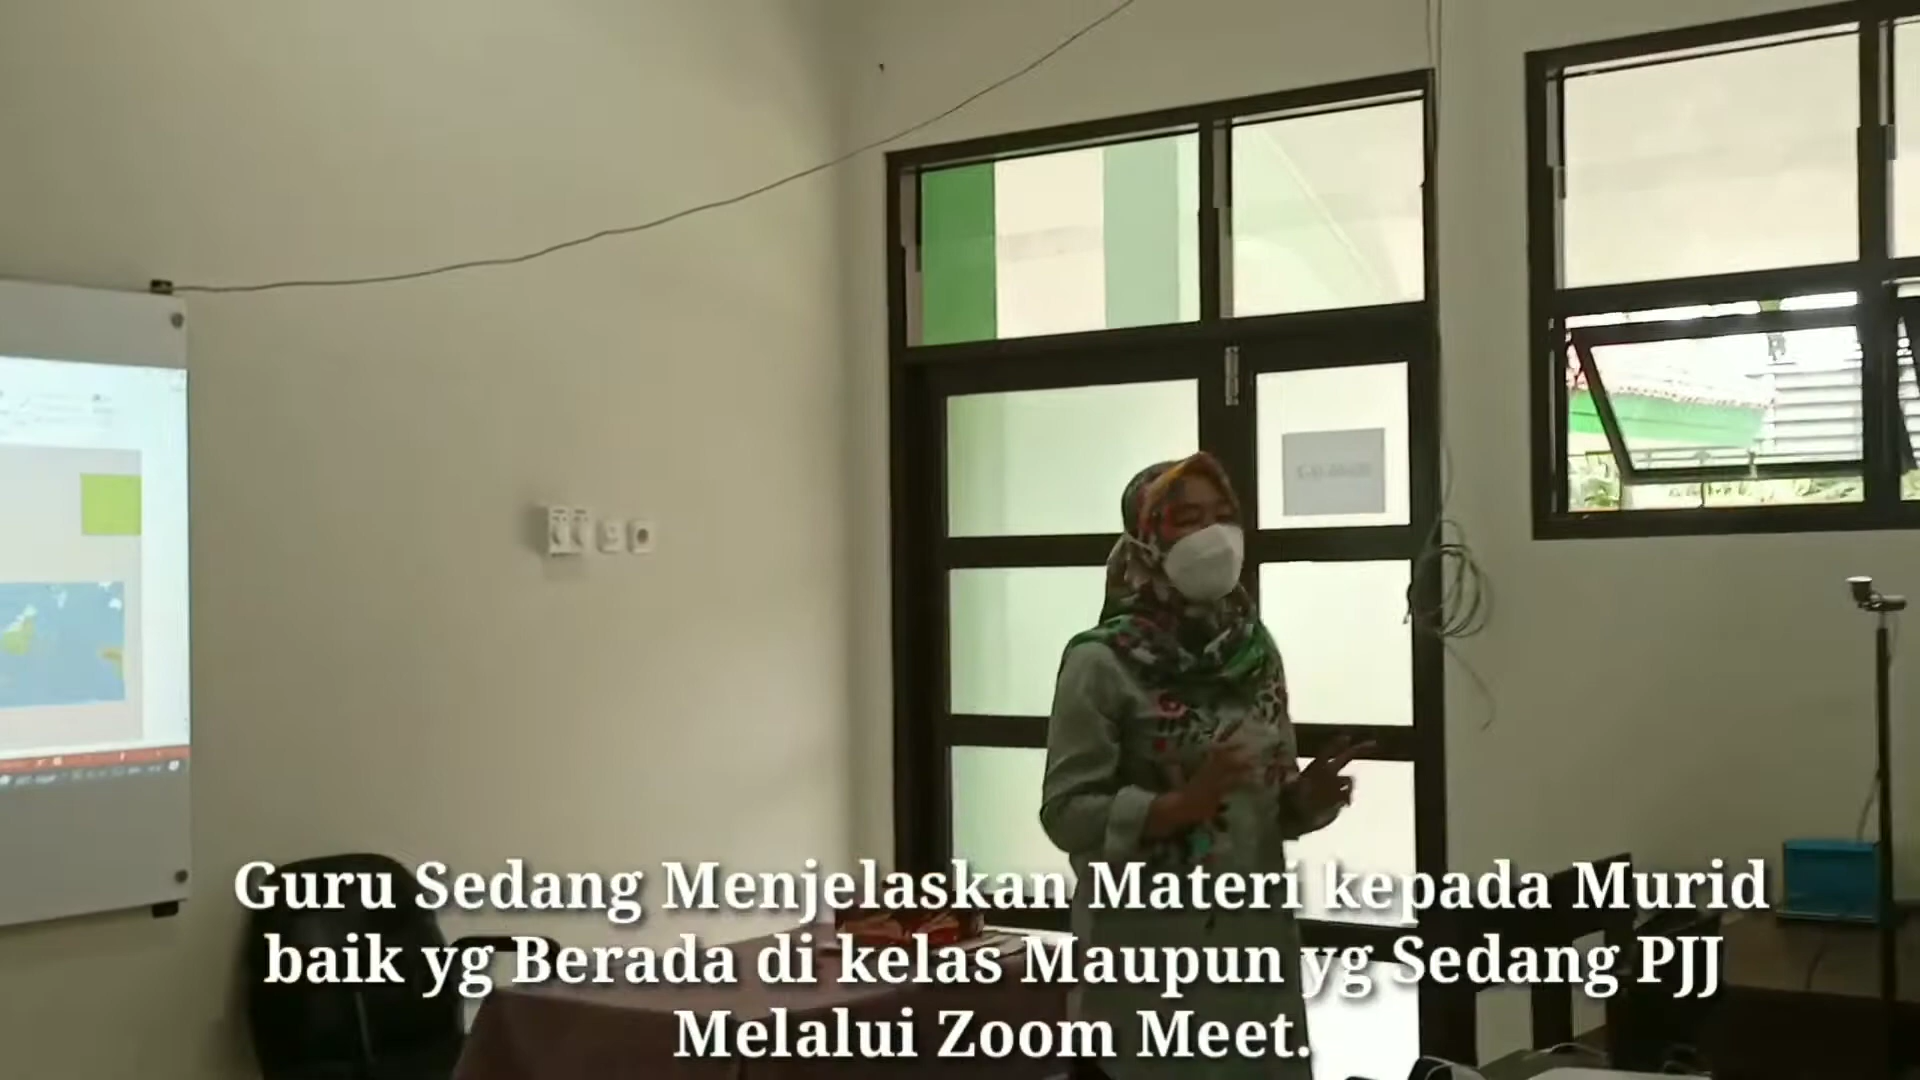 Guru Sedang Menjelaskan Materi kepada Murid
baik yg Berada di kelas Maupun yg Sedang PJJ
Melalui Zoom Meet.